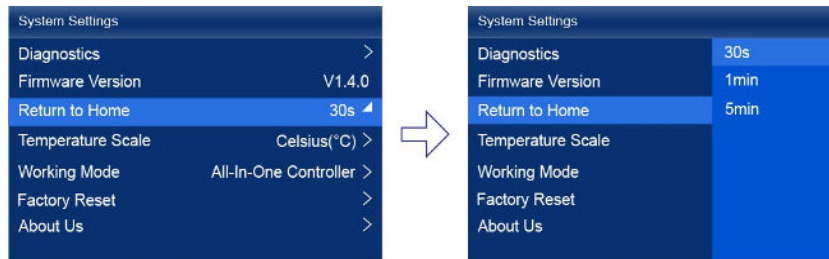 System Settings
Diagnostics >
Firmware Version V1.4.0
Return to Home 30s
Temperature Scale Celsius(°C) >
Working Mode All-In-One Controller >
Factory Reset >
About Us >
System Settings
Diagnostics 30s
Firmware Version 1min
Return to Home 5min
Temperature Scale
Working Mode
Factory Reset
About Us